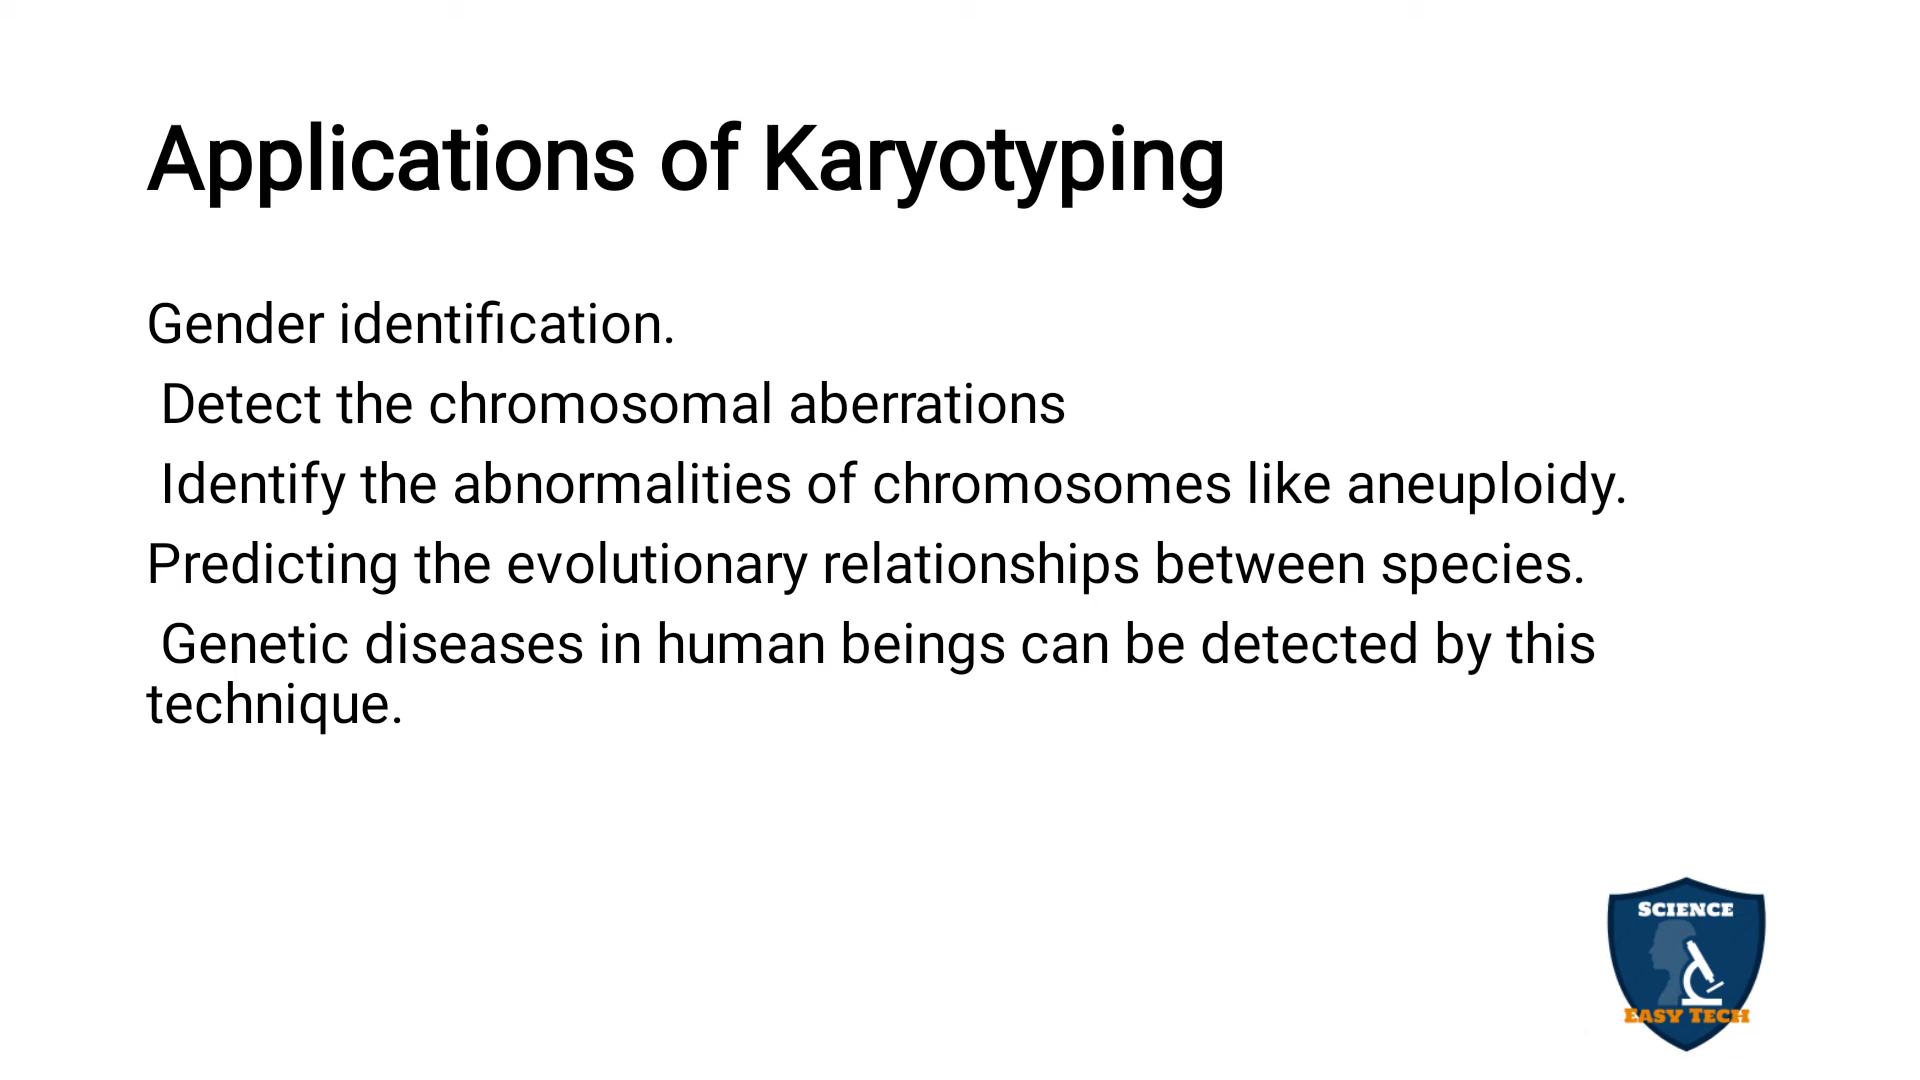 Applications of Karyotyping
Gender identification.
Detect the chromosomal aberrations
Identify the abnormalities of chromosomes like aneuploidy.
Predicting the evolutionary relationships between species.
Genetic diseases in human beings can be detected by this
technique.
SCIENCE
EASY TECH